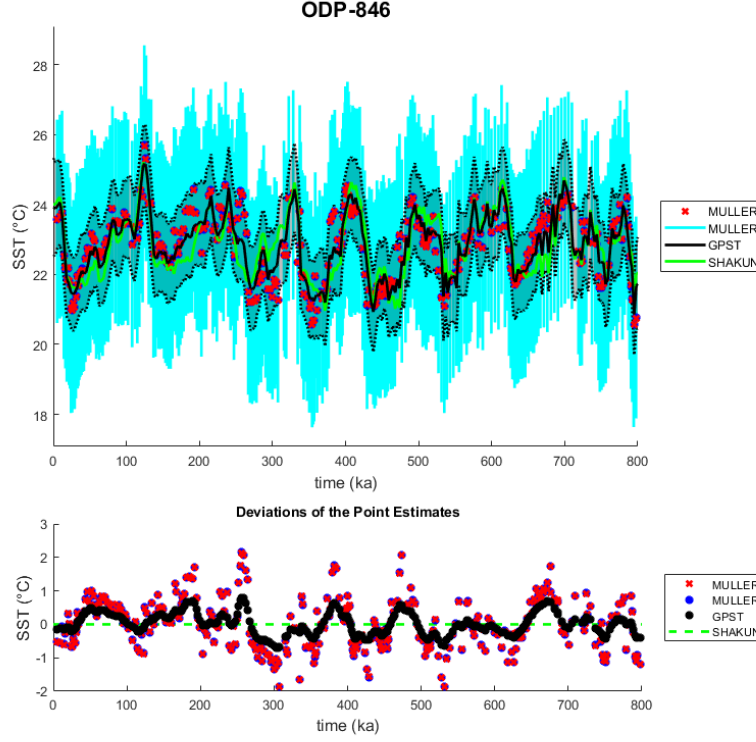 ODP-846
SST (°C)
28
26
24
22
20
18
0 100 200 300 400 500 600 700 800
time (ka)
MULLER
MULLER
GPST
SHAKUN
Deviations of the Point Estimates
SST (°C)
3
2
1
0
-1
-2
0 100 200 300 400 500 600 700 800
time (ka)
MULLER
MULLER
GPST
SHAKUN